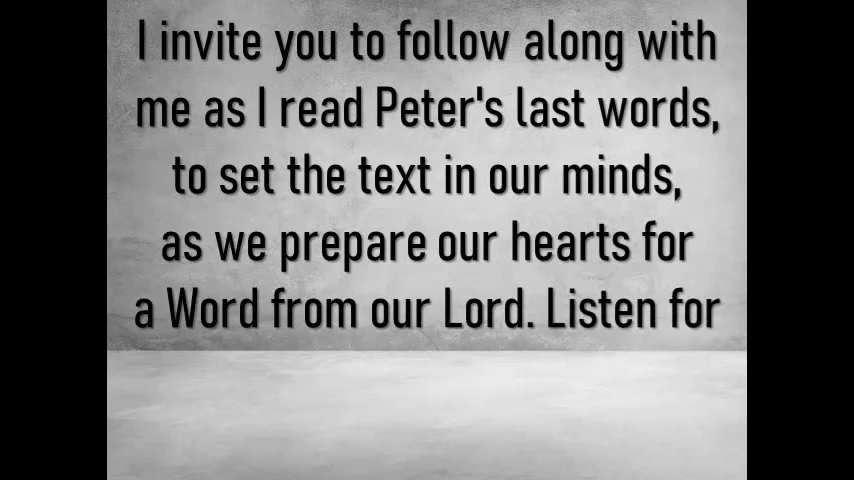 I invite you to follow along with
me as I read Peter's last words,
to set the text in our minds,
as we prepare our hearts for
a Word from our Lord. Listen for